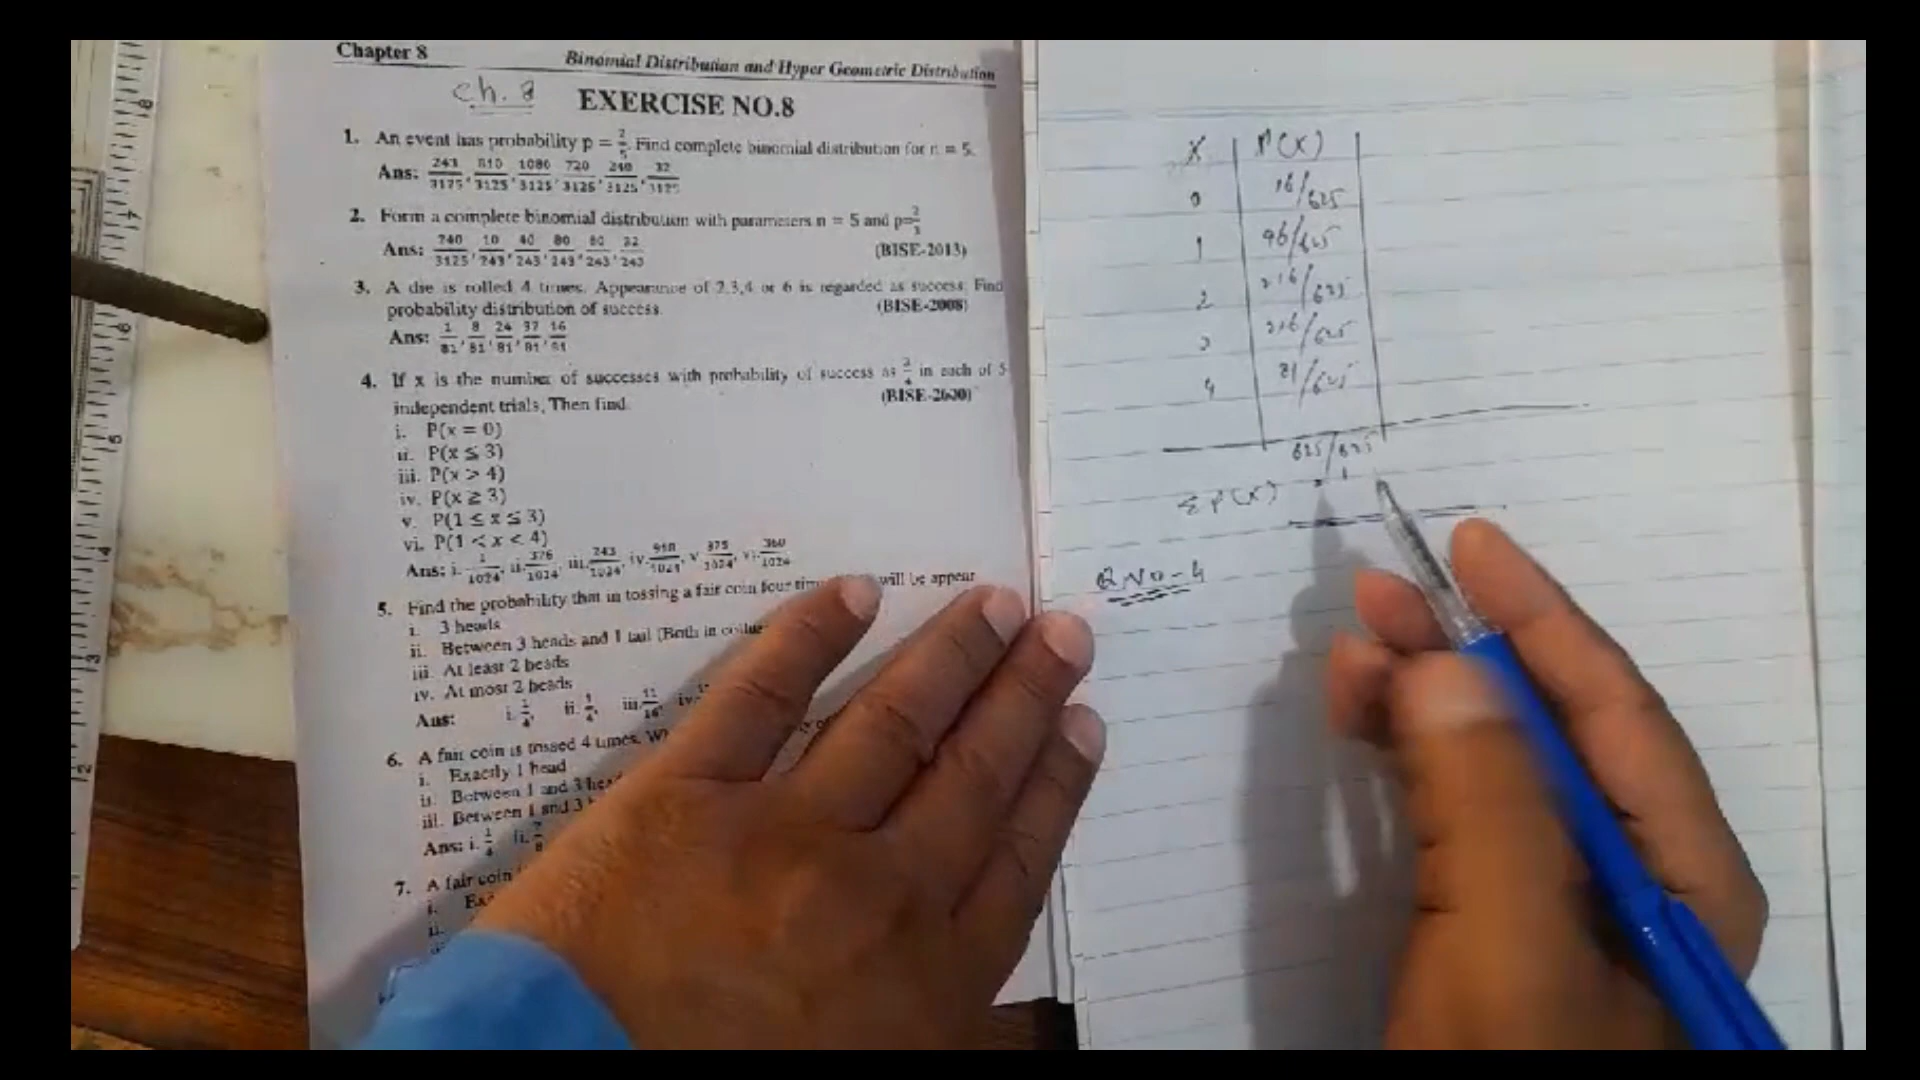 Chapter 8
Binomial Distribution and Hyper Geometric Distribution
Ch. 8
EXERCISE NO.8
1. An event has probability p = 2/5. Find complete binomial distribution for n = 5.
Ans: 243/3125, 810/3125, 1080/3125, 720/3125, 240/3125, 32/3125
2. Form a complete binomial distribution with parameters n = 5 and p=2/3
Ans: 240/3125, 10/243, 40/243, 80/243, 80/243, 32/243
(BISE-2013)
3. A die is rolled 4 times. Appearance of 2,3,4 or 6 is regarded as success. Find
probability distribution of success.
(BISE-2008)
Ans: 1/81, 8/81, 24/81, 32/81, 16/81
4. If x is the number of successes with probability of success as /4 in each of 5
independent trials, Then find.
i. P(x = 0)
ii. P(x ≤ 3)
iii. P(x > 4)
iv. P(x ≥ 3)
v. P(1 ≤ x ≤ 3)
vi. P(1 < x < 4)
Ans: i. 1/1024, ii. 376/1024, iii. 243/1024, iv. 918/1024, v. 375/1024, vi. 360/1024
5. Find the probability that in tossing a fair coin four will be appear
i. 3 heads
ii. Between 3 heads and 1 tail (Both in
iii. At least 2 heads
iv. At most 2 heads
Ans: i. 1/4, ii. 1/4, iii. 11/16, iv.
6. A fair coin is tossed 4 times.
i. Exactly 1 head
ii. Between 1 and 3
iii. Between 1 and 3
Ans: i. 1/4 ii. 7/8
7. A fair coin
i.
ii.
X P(X)
0 16/625
1 96/625
2 216/625
3 216/625
4 81/625
625/625
ΣP(X) = 1
Q NO-4